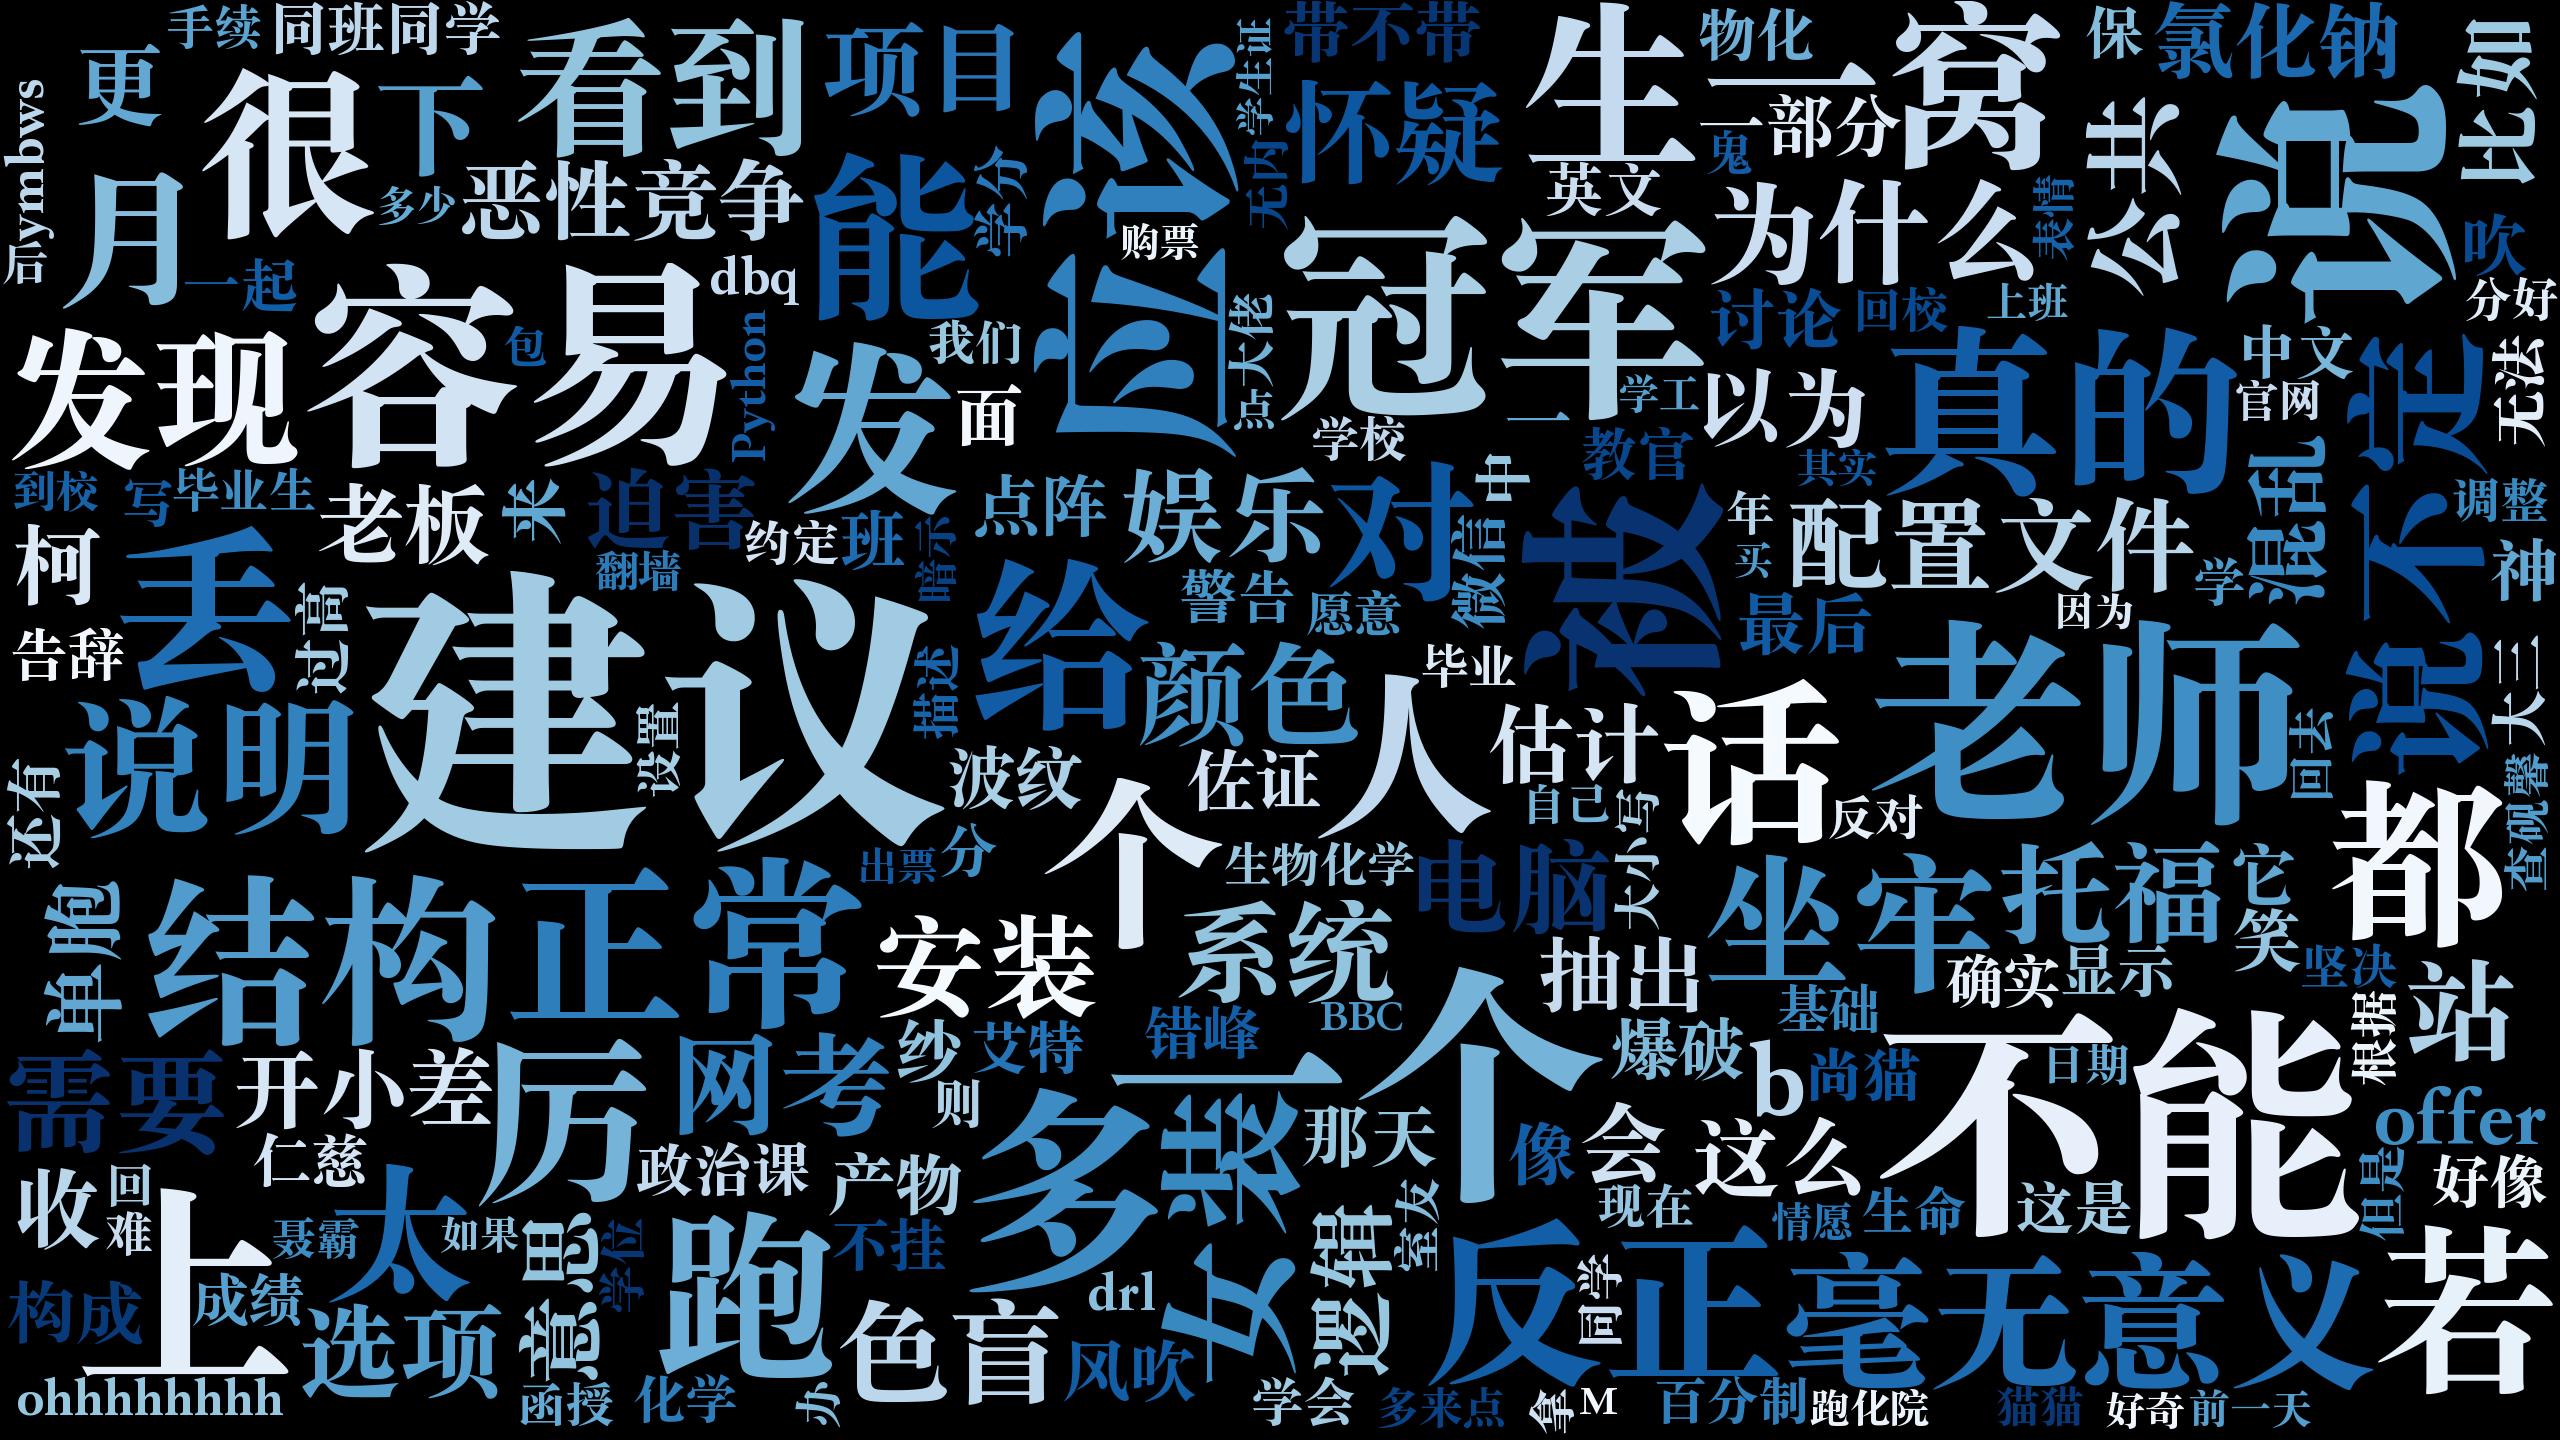 手续
同班同学
看到
项目
应该
学生证
带不带
生
物化
一窝
保
氯化钠
比如
更
很
下
怀疑
一部分
鬼
公共
说
后ymbws
月
多少
恶性竞争
能
学分
无内
英文
为什么
表情
吹
一起
dbq
购票
冠军
分好
容易
包
Python
我们
大佬
讨论
回校
上班
发现
发
面
点
学校
一
学工
以为
真的
中文
官网
说不定
无法
教官
其实
混乱
到校
写
毕业生
老板
来
迫害
约定
班
暗示
点阵
娱乐
对
中
微信
被
年
买
配置文件
学
调整
神
柯
丢
翻墙
警告
愿意
最后
因为
告辞
过高
建议
给
颜色
毕业
老师
大三
说明
设置
描述
人
估计
话
回去
还有
波纹
佐证
自己
写
反对
都
查砚馨
个
出票
分
生物化学
电脑
大小
坐牢
托福
它
单胞
结构
正常
安装
系统
抽出
确实
显示
笑
坚决
站
BBC
基础
根据
需要
开小差
厉
网考
纱
艾特
错峰
一个
爆破
b
尚猫
日期
不能
offer
则
多
女装
那天
像
会
这么
仁慈
政治课
产物
但是
好像
收
回
难
上
聂霸
太
如果
意思
学位
跑
不挂
逻辑
室友
现在
情愿
生命
这是
构成
成绩
选项
色盲
drl
反正
同学
毫无意义
若
风吹
ohhhhhhhh
函授
化学
办
学会
多来点
拿
M
百分制
跑化院
猫猫
好奇
前一天